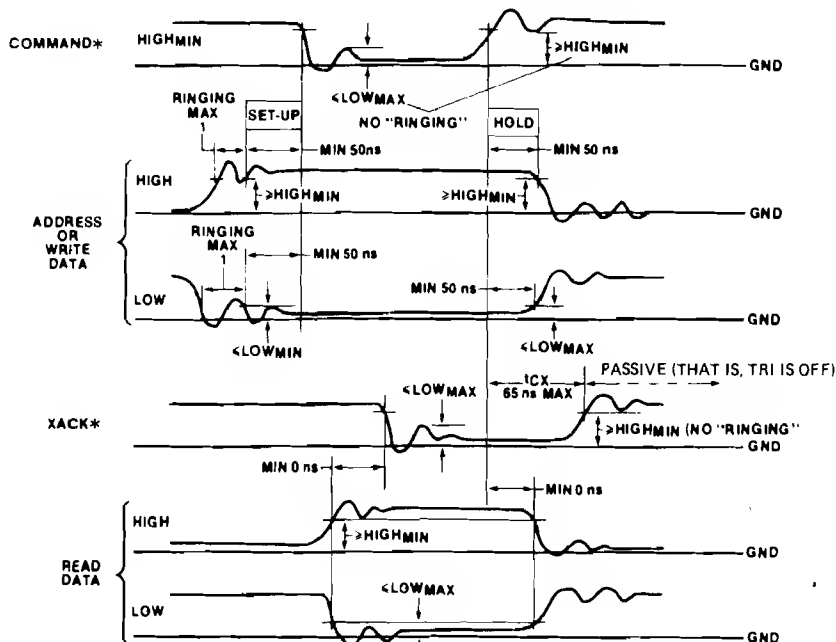 COMMAND*
HIGHMIN
≥HIGHMIN
GND
≤LOWMAX
NO "RINGING"
RINGING
MAX
1
SET-UP
HOLD
MIN 50ns
MIN 50 ns
HIGH
≥HIGHMIN
≥HIGHMIN
GND
ADDRESS
OR
WRITE
DATA
RINGING
MAX
1
MIN 50 ns
MIN 50 ns
LOW
GND
≤LOWMIN
≤LOWMAX
PASSIVE (THAT IS, TRI IS OFF)
tCX
65 ns MAX
≤LOWMAX
XACK*
≥HIGHMIN (NO "RINGING"
GND
MIN 0 ns
MIN 0 ns
HIGH
≥HIGHMIN
GND
READ
DATA
≤LOWMAX
LOW
GND